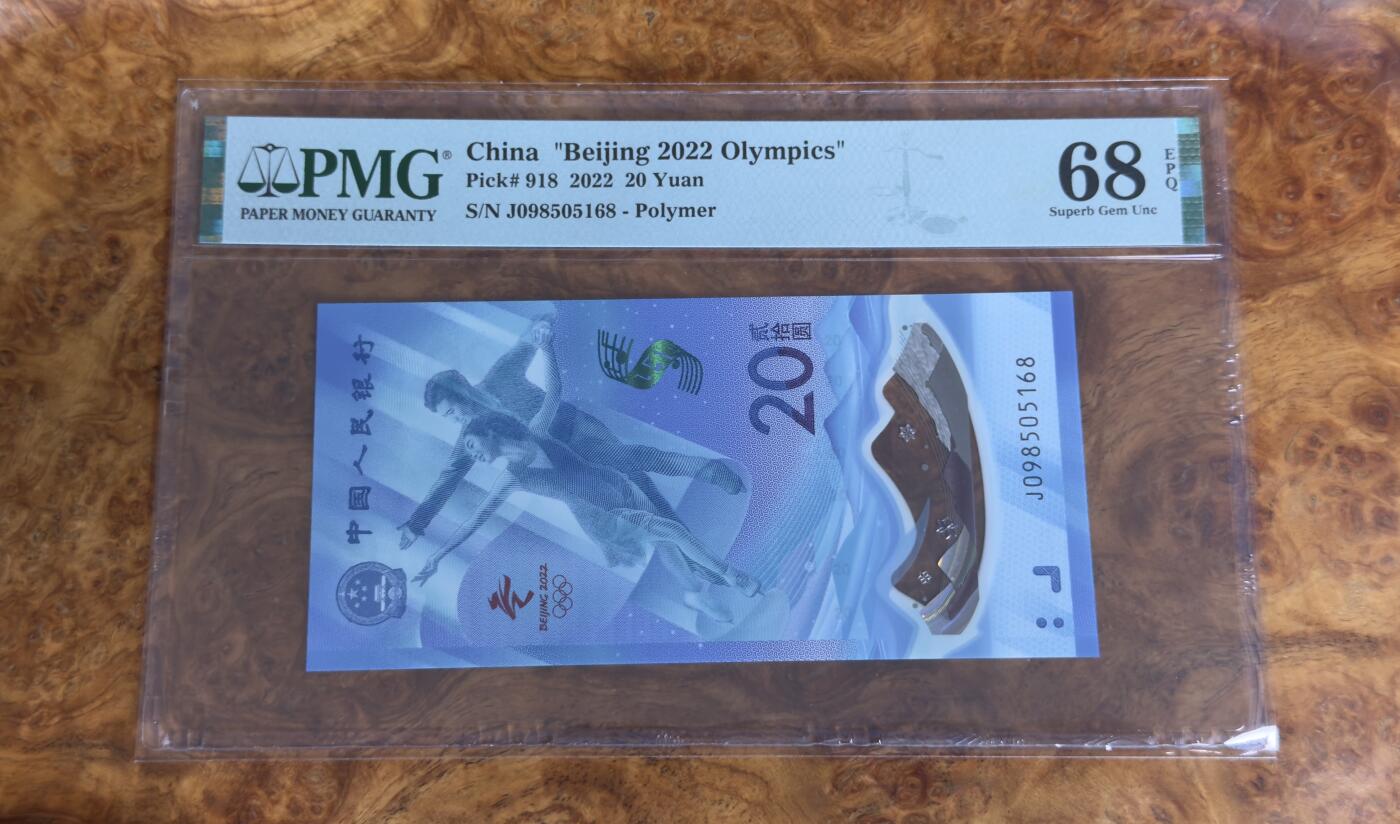 PMG®
PAPER MONEY GUARANTY
China "Beijing 2022 Olympics"
Pick# 918 2022 20 Yuan
S/N J098505168 - Polymer
68
EPQ
Superb Gem Unc
中国人民银行
BEIJING 2022
贰拾圆
20
J098505168